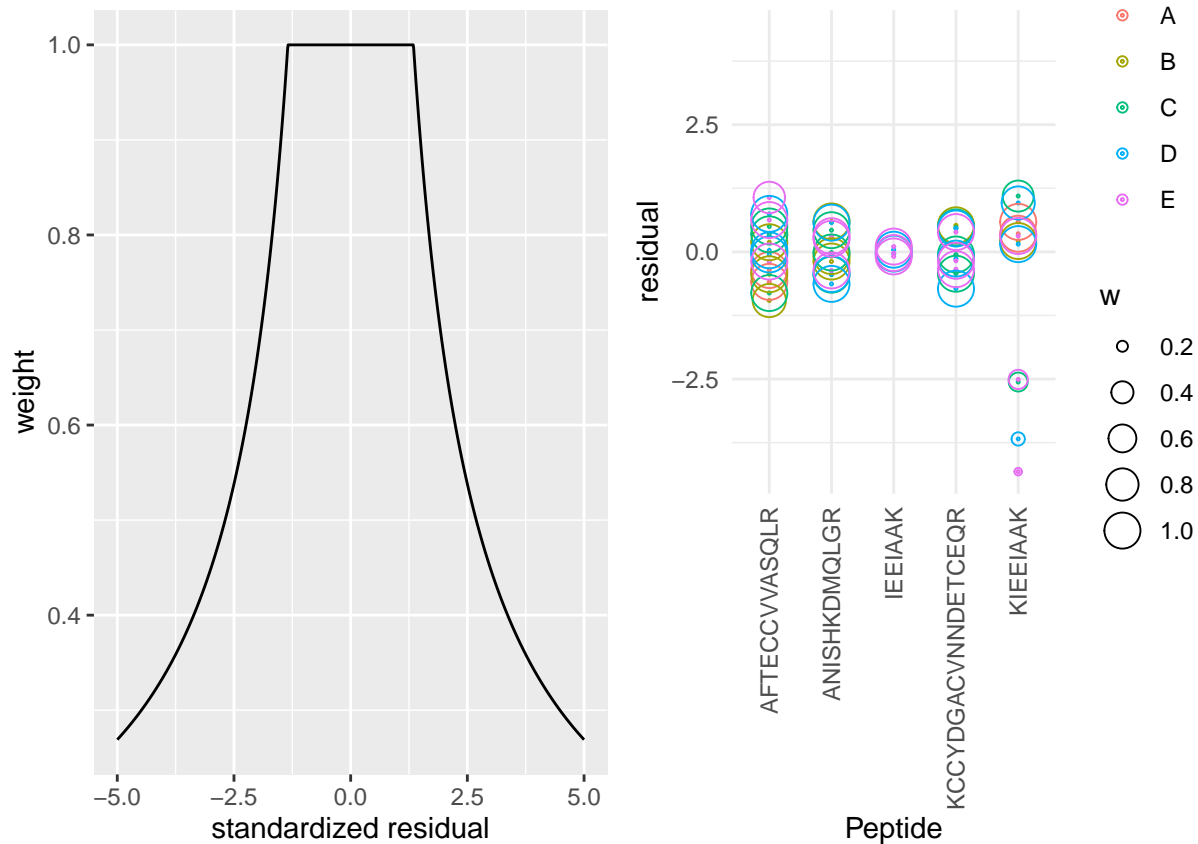 1.0
0.8
0.6
0.4
weight
−5.0
−2.5
0.0
2.5
5.0
standardized residual
2.5
0.0
−2.5
residual
AFTECCVVASQLR
ANISHKDMQLGR
IEEIAAK
KCCYDGACVNNDETCEQR
KIEEIAAK
Peptide
A
B
C
D
E
w
0.2
0.4
0.6
0.8
1.0